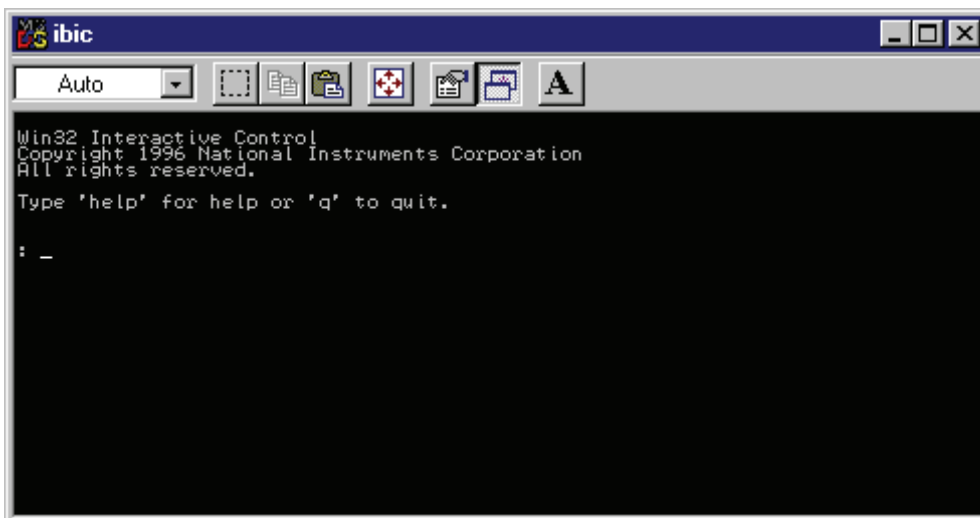 ibic
Auto
A
Win32 Interactive Control
Copyright 1996 National Instruments Corporation
All rights reserved.
Type 'help' for help or 'q' to quit.
: _